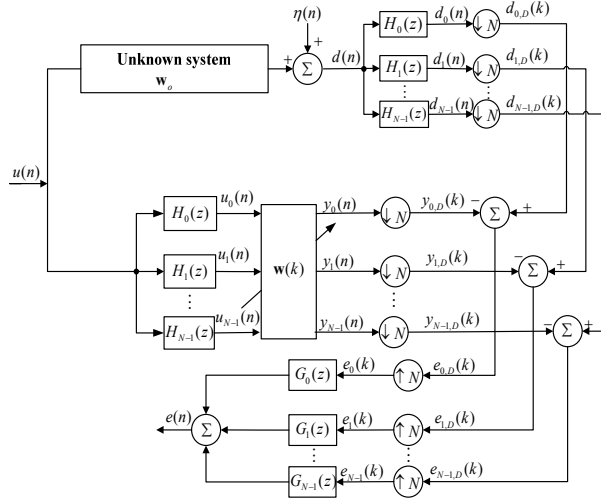 η(n)
+
+
Unknown system
w_o
Σ
d(n)
H_0(z) d_0(n) ↓N d_{0,D}(k)
H_1(z) d_1(n) ↓N d_{1,D}(k)
⋮ ⋮
H_{N-1}(z) d_{N-1}(n) ↓N d_{N-1,D}(k)
u(n)
H_0(z) u_0(n) y_0(n) ↓N y_{0,D}(k) − Σ +
H_1(z) u_1(n) w(k) y_1(n) ↓N y_{1,D}(k) − Σ +
⋮ ⋮
H_{N-1}(z) u_{N-1}(n) y_{N-1}(n) ↓N y_{N-1,D}(k) − Σ +
G_0(z) e_0(k) ↑N e_{0,D}(k)
e(n) Σ G_1(z) e_1(k) ↑N e_{1,D}(k)
⋮ ⋮
G_{N-1}(z) e_{N-1}(k) ↑N e_{N-1,D}(k)